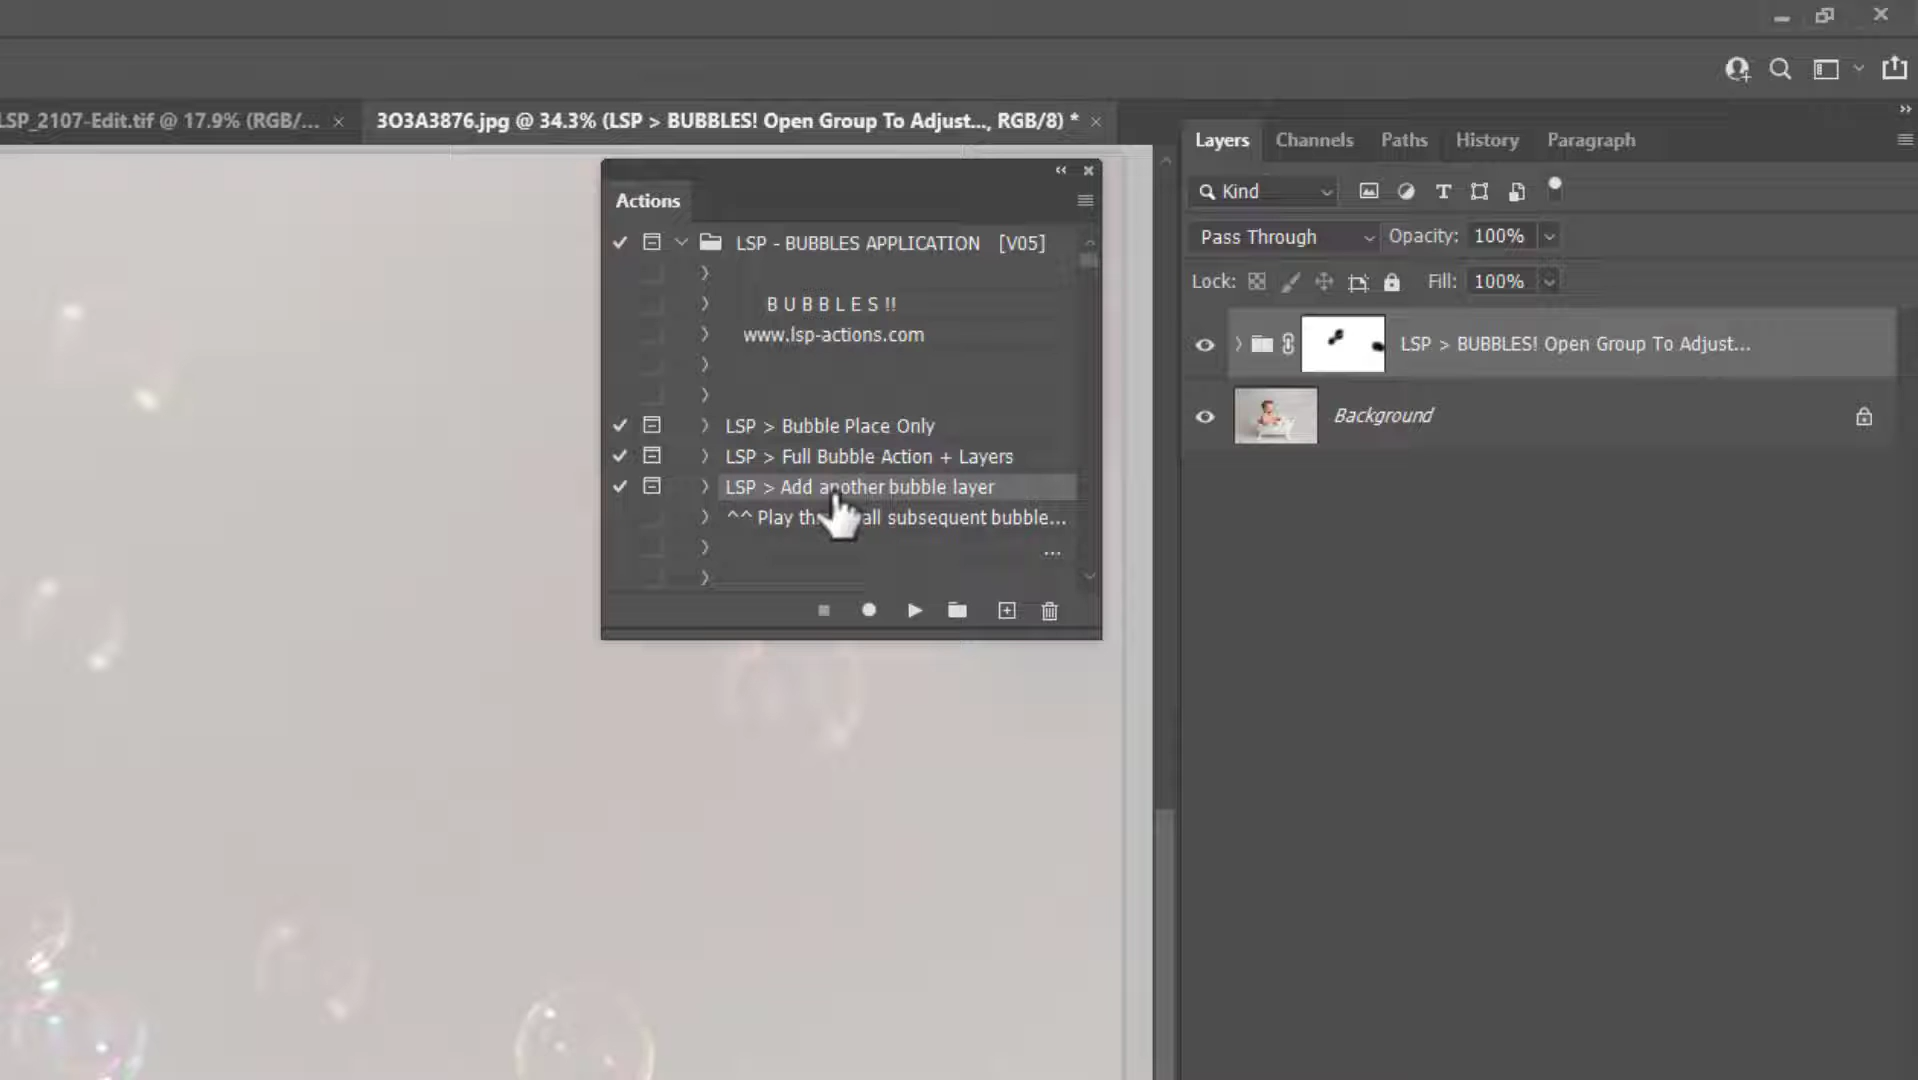 LSP_2107-Edit.tif @ 17.9% (RGB/...
3O3A3876.jpg @ 34.3% (LSP > BUBBLES! Open Group To Adjust..., RGB/8) *
Actions
LSP - BUBBLES APPLICATION [V05]
B U B B L E S !!
www.lsp-actions.com
LSP > Bubble Place Only
LSP > Full Bubble Action + Layers
LSP > Add another bubble layer
^^ Play all subsequent bubble...
...
Layers Channels Paths History Paragraph
Kind
Pass Through Opacity: 100%
Lock: Fill: 100%
LSP > BUBBLES! Open Group To Adjust...
Background